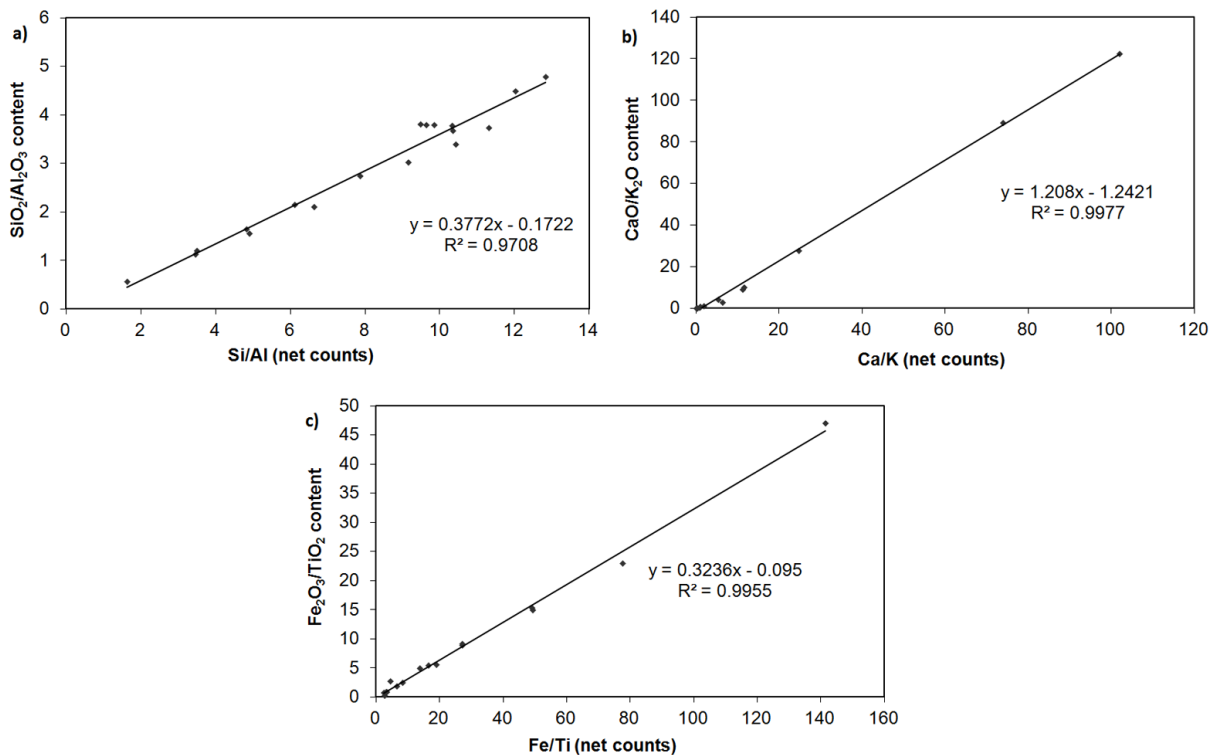 a)
SiO₂/Al₂O₃ content
6
5
4
3
2
1
0
y = 0.3772x - 0.1722
R² = 0.9708
0 2 4 6 8 10 12 14
Si/Al (net counts)
b)
CaO/K₂O content
140
120
100
80
60
40
20
0
y = 1.208x - 1.2421
R² = 0.9977
0 20 40 60 80 100 120
Ca/K (net counts)
c)
Fe₂O₃/TiO₂ content
50
45
40
35
30
25
20
15
10
5
0
y = 0.3236x - 0.095
R² = 0.9955
0 20 40 60 80 100 120 140 160
Fe/Ti (net counts)